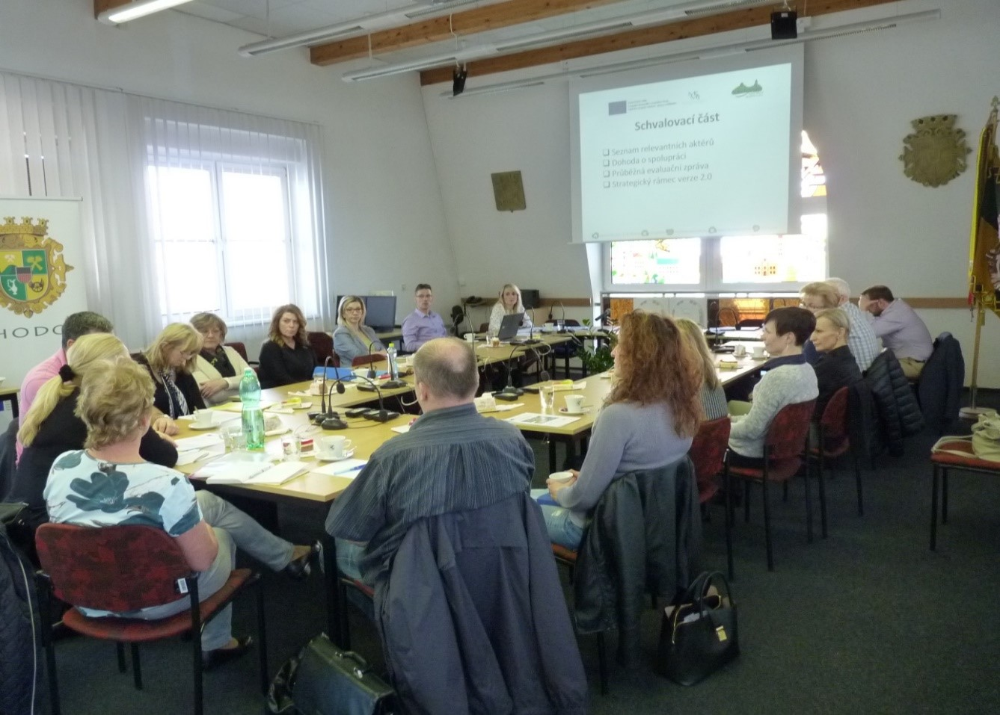 Schvalovací část
❑ Seznam relevantních aktérů
❑ Dohoda o spolupráci
❑ Průběžná evaluační zpráva
❑ Strategický rámec verze 2.0
HODO